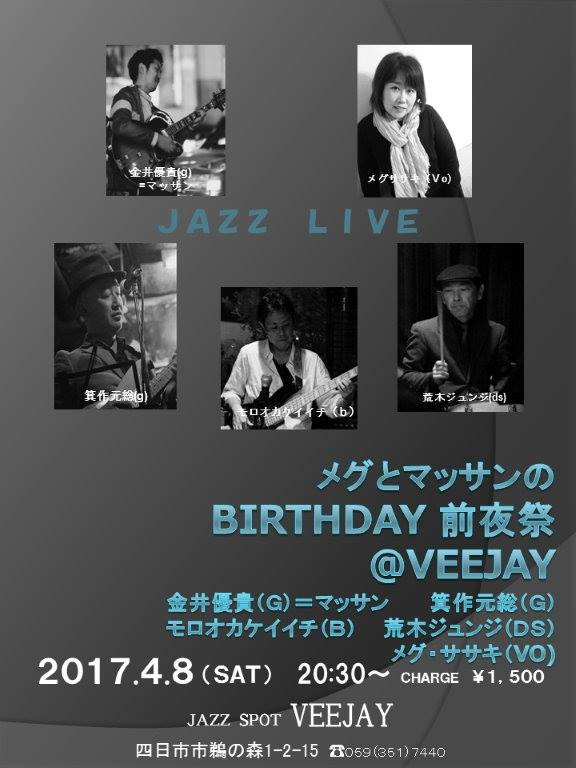 金井優貴(g)
=マッサン
メグササキ（Vo）
ＪＡＺＺ　ＬＩＶＥ
箕作元総(g)
モロオカケイイチ（ｂ）
荒木ジュンジ(ds)
メグとマッサンの
BIRTHDAY 前夜祭
@VEEJAY
金井優貴（Ｇ）＝マッサン　箕作元総（Ｇ）
モロオカケイイチ（Ｂ）　荒木ジュンジ（ＤＳ）
メグ・ササキ（ＶＯ）
2017.4.8（SAT）　20:30～ CHARGE ￥１，５００
JAZZ SPOT VEEJAY
四日市市鵜の森1-2-15 ☎059(351)7440